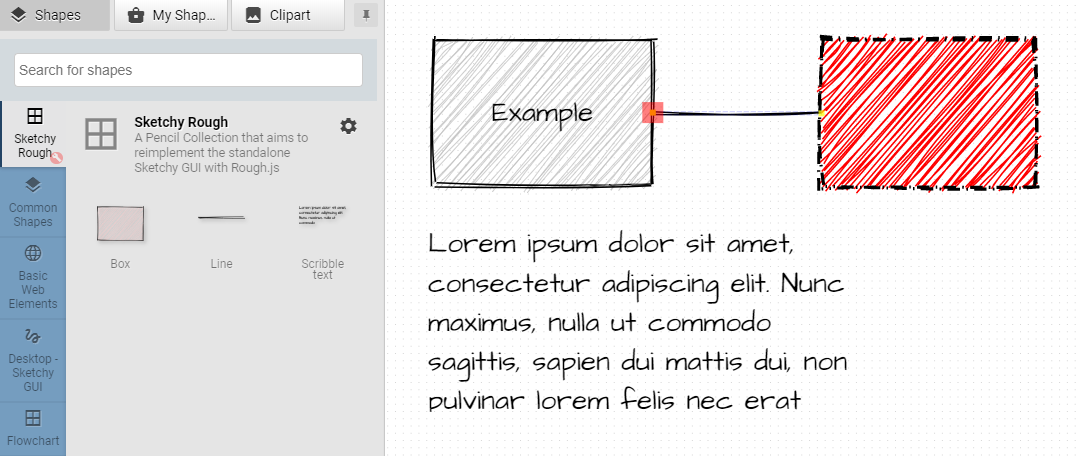 Shapes
My Shap...
Clipart
Search for shapes
Sketchy
Rough
Sketchy Rough
A Pencil Collection that aims to
reimplement the standalone
Sketchy GUI with Rough.js
Common
Shapes
Basic
Web
Elements
Desktop -
Sketchy
GUI
Flowchart
Box
Line
Scribble
text
Example
Lorem ipsum dolor sit amet,
consectetur adipiscing elit. Nunc
maximus, nulla ut commodo
sagittis, sapien dui mattis dui, non
pulvinar lorem felis nec erat